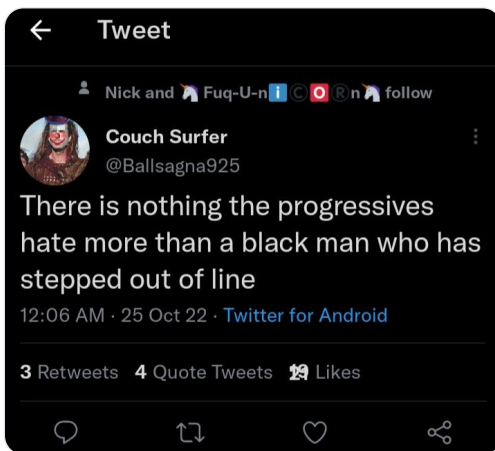 Tweet
Nick and 🦄 Fuq-U-nℹ️©️🅾️®️n🦄 follow
Couch Surfer
@Ballsagna925
There is nothing the progressives
hate more than a black man who has
stepped out of line
12:06 AM · 25 Oct 22 · Twitter for Android
3 Retweets 4 Quote Tweets Likes